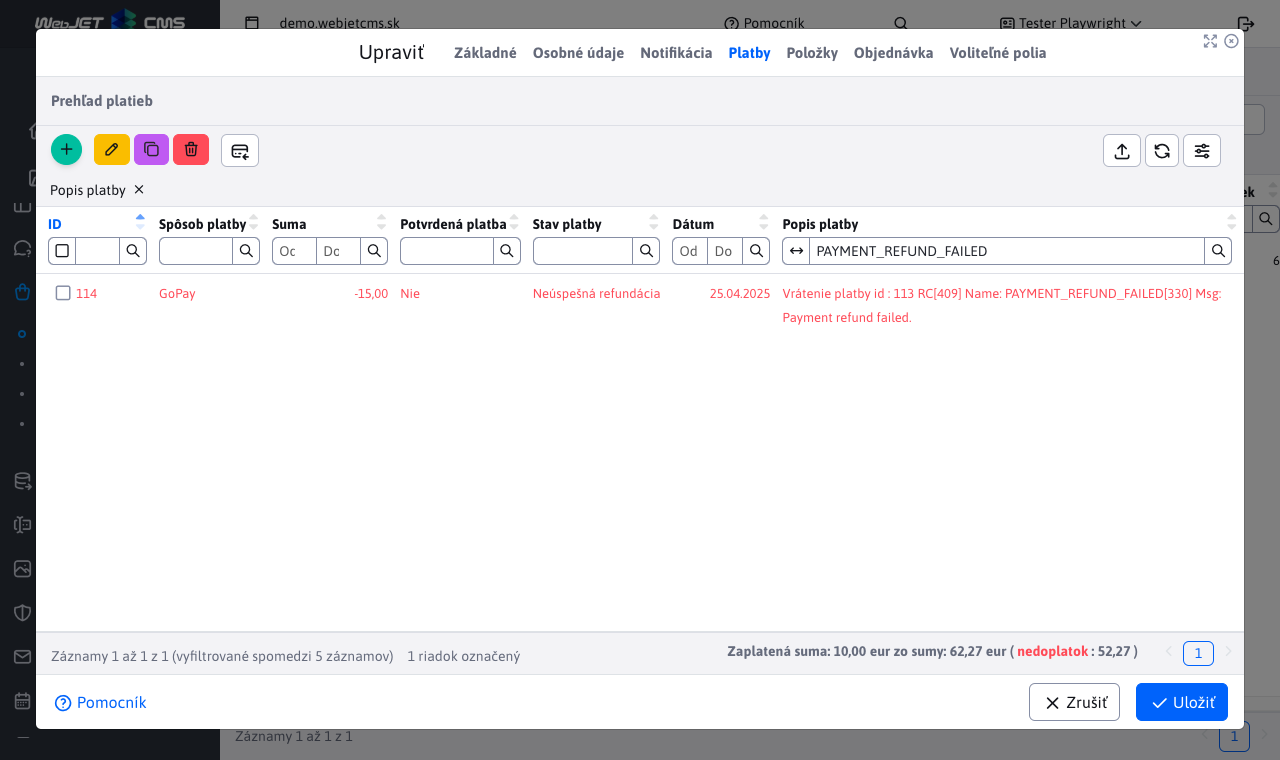 WebJET CMS
demo.webjetcms.sk
Pomocník
Tester Playwright
Upraviť
Základné
Osobné údaje
Notifikácia
Platby
Položky
Objednávka
Voliteľné polia
Prehľad platieb
Popis platby
ID
Spôsob platby
Suma
Potvrdená platba
Stav platby
Dátum
Popis platby
Do
Od
Do
PAYMENT_REFUND_FAILED
114
GoPay
-15,00
Nie
Neúspešná refundácia
25.04.2025
Vrátenie platby id : 113 RC[409] Name: PAYMENT_REFUND_FAILED[330] Msg:
Payment refund failed.
Záznamy 1 až 1 z 1 (vyfiltrované spomedzi 5 záznamov)
1 riadok označený
Zaplatená suma: 10,00 eur zo sumy: 62,27 eur ( nedoplatok : 52,27 )
1
Pomocník
Zrušiť
Uložiť
Záznamy 1 až 1 z 1
1